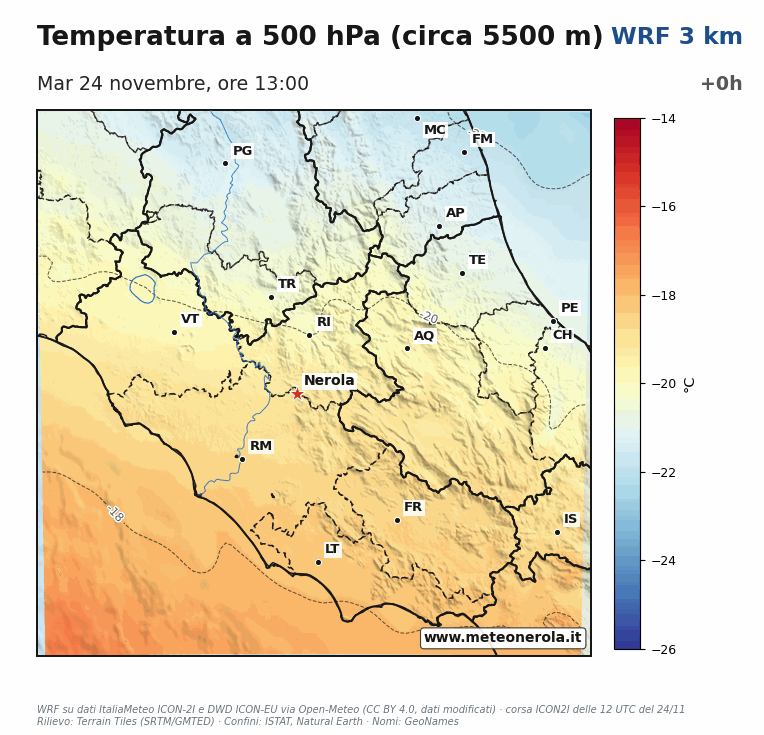 Temperatura a 500 hPa (circa 5500 m) WRF 3 km
Mar 24 novembre, ore 13:00 +0h
MC
FM
PG
AP
TE
TR
PE
VT
RI
-20
AQ
CH
Nerola
RM
-18
FR
IS
LT
www.meteonerola.it
−14
−16
−18
−20
−22
−24
−26
°C
WRF su dati ItaliaMeteo ICON-2I e DWD ICON-EU via Open-Meteo (CC BY 4.0, dati modificati) · corsa ICON2I delle 12 UTC del 24/11
Rilievo: Terrain Tiles (SRTM/GMTED) · Confini: ISTAT, Natural Earth · Nomi: GeoNames